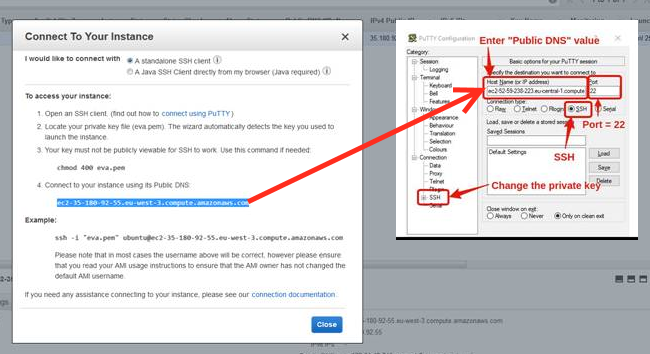 Connect To Your Instance
I would like to connect with
A standalone SSH client
A Java SSH Client directly from my browser (Java required)
To access your instance:
1. Open an SSH client. (find out how to connect using PuTTY)
2. Locate your private key file (eva.pem). The wizard automatically detects the key you used to
launch the instance.
3. Your key must not be publicly viewable for SSH to work. Use this command if needed:
chmod 400 eva.pem
4. Connect to your instance using its Public DNS:
ec2-35-180-92-55.eu-west-3.compute.amazonaws.com
Example:
ssh -i "eva.pem" ubuntu@ec2-35-180-92-55.eu-west-3.compute.amazonaws.com
Please note that in most cases the username above will be correct, however please ensure
that you read your AMI usage instructions to ensure that the AMI owner has not changed the
default AMI username.
If you need any assistance connecting to your instance, please see our connection documentation.
Close
PuTTY Configuration
Enter "Public DNS" value
Category:
Session
Logging
Terminal
Keyboard
Bell
Features
Window
Appearance
Behaviour
Translation
Selection
Colours
Connection
Data
Proxy
Telnet
SSH
Basic options for your PuTTY session
Specify the destination you want to connect to
Host Name (or IP address)
Port
ec2-52-59-238-223.eu-central-1.compute
22
Connection type:
Raw
Telnet
Rlogin
SSH
Serial
Port = 22
SSH
Load, save or delete a stored session
Saved Sessions
Default Settings
Load
Save
Delete
Change the private key
Close window on exit:
Always
Never
Only on clean exit
-35-180-92-55.eu-west-3.compute.amazonaws.com